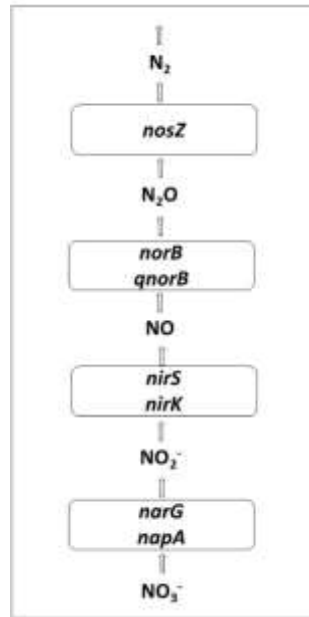 N₂
nosZ
N₂O
norB
qnorB
NO
nirS
nirK
NO₂⁻
narG
napA
NO₃⁻